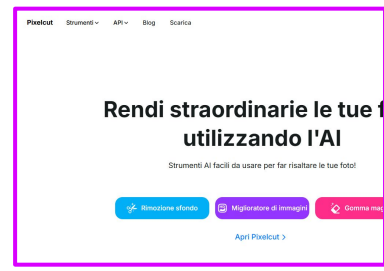 Pixelcut Strumenti API Blog Scarica
Rendi straordinarie le tue
utilizzando l'AI
Strumenti AI facili da usare per far risaltare le tue foto!
Rimozione sfondo Miglioratore di immagini Gomma
Apri Pixelcut >